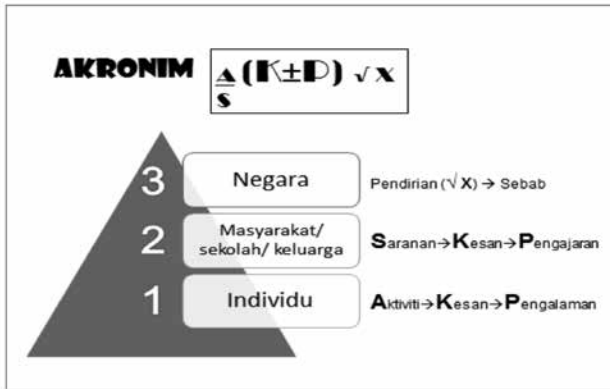 AKRONIM
A/S (K±P) √ X
3 Negara Pendirian (√ X) → Sebab
2 Masyarakat/
sekolah/ keluarga Saranan→Kesan→Pengajaran
1 Individu Aktiviti→Kesan→Pengalaman